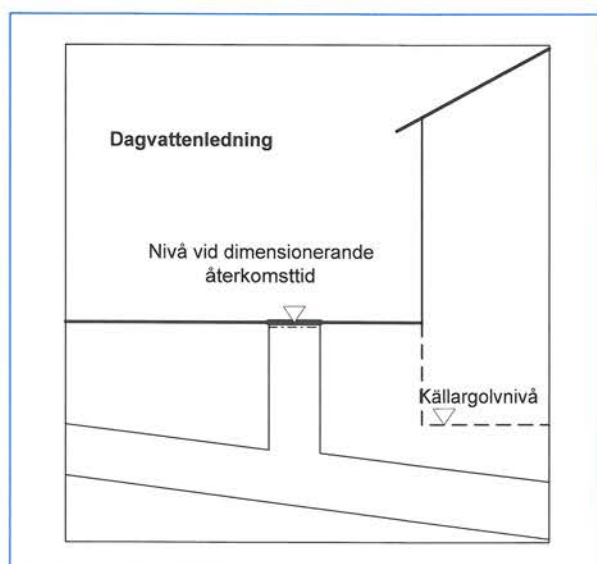 Dagvattenledning
Nivå vid dimensionerande
återkomsttid
Källargolvnivå